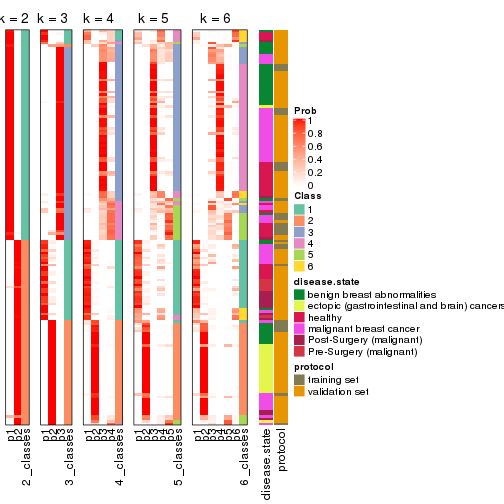 k = 2 k = 3 k = 4 k = 5 k = 6
Prob
1
0.8
0.6
0.4
0.2
0
Class
1
2
3
4
5
6
disease.state
benign breast abnormalities
ectopic (gastrointestinal and brain) cancers
healthy
malignant breast cancer
Post-Surgery (malignant)
Pre-Surgery (malignant)
protocol
training set
validation set
p1
p2
2_classes
p1
p2
p3
3_classes
p1
p2
p3
p4
4_classes
p1
p2
p3
p4
p5
5_classes
p1
p2
p3
p4
p5
p6
6_classes
disease.state
protocol